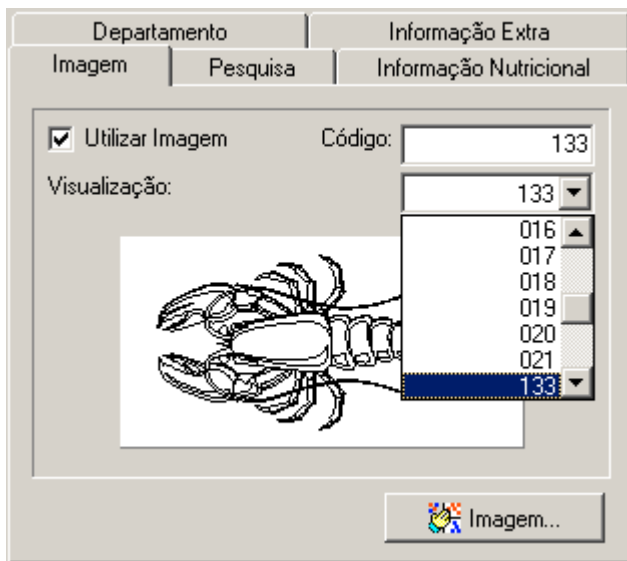 Departamento Informação Extra
Imagem Pesquisa Informação Nutricional
Utilizar Imagem Código: 133
Visualização: 133
016
017
018
019
020
021
133
Imagem...